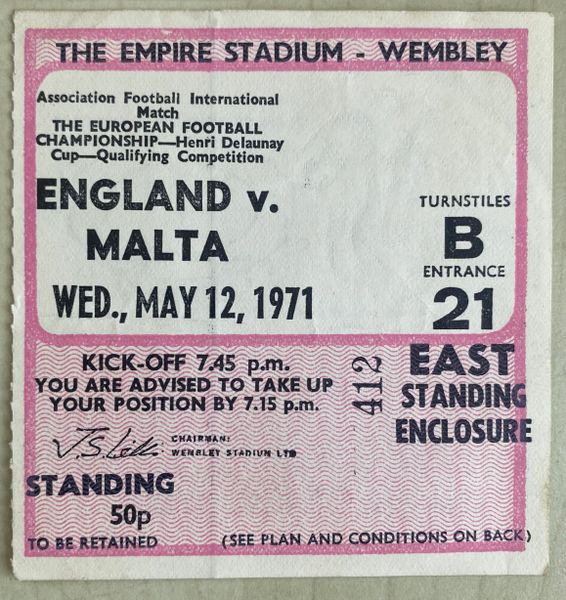 THE EMPIRE STADIUM - WEMBLEY
Association Football International
Match
THE EUROPEAN FOOTBALL
CHAMPIONSHIP—Henri Delaunay
Cup—Qualifying Competition
ENGLAND v.
MALTA
WED., MAY 12, 1971
TURNSTILES
B
ENTRANCE
21
KICK-OFF 7.45 p.m.
YOU ARE ADVISED TO TAKE UP
YOUR POSITION BY 7.15 p.m.
412
EAST
STANDING
ENCLOSURE
CHAIRMAN:
WEMBLEY STADIUM LTD
STANDING
50p
TO BE RETAINED
(SEE PLAN AND CONDITIONS ON BACK)